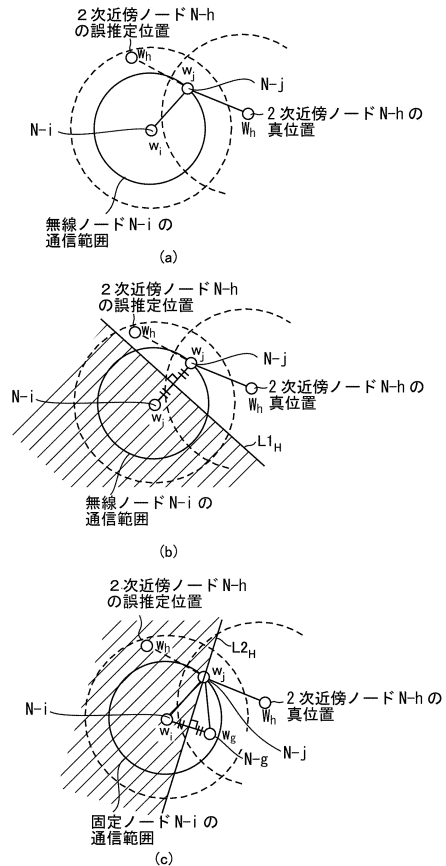 2次近傍ノードN-h
の誤推定位置
Wh
wj
N-j
N-i
wi
2次近傍ノードN-hの
真位置
Wh
無線ノードN-iの
通信範囲
(a)
2次近傍ノードN-h
の誤推定位置
Wh
wj
N-j
N-i
wj
2次近傍ノードN-hの
真位置
Wh
L1H
無線ノードN-iの
通信範囲
(b)
2次近傍ノードN-h
の誤推定位置
Wh
L2H
wj
N-i
wi
2次近傍ノードN-hの
真位置
Wh
Wg
N-j
N-g
固定ノードN-iの
通信範囲
(c)